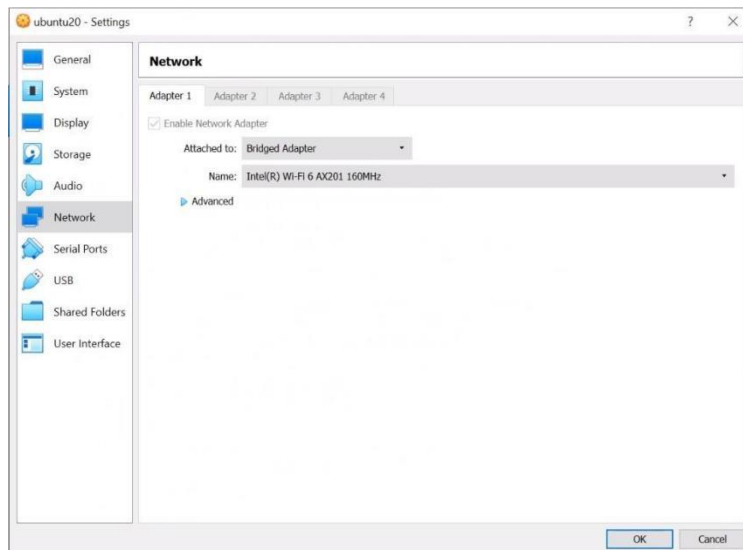 ubuntu20 - Settings
?
General
System
Display
Storage
Audio
Network
Serial Ports
USB
Shared Folders
User Interface
Network
Adapter 1 Adapter 2 Adapter 3 Adapter 4
Enable Network Adapter
Attached to: Bridged Adapter
Name: Intel(R) Wi-Fi 6 AX201 160MHz
Advanced
OK Cancel